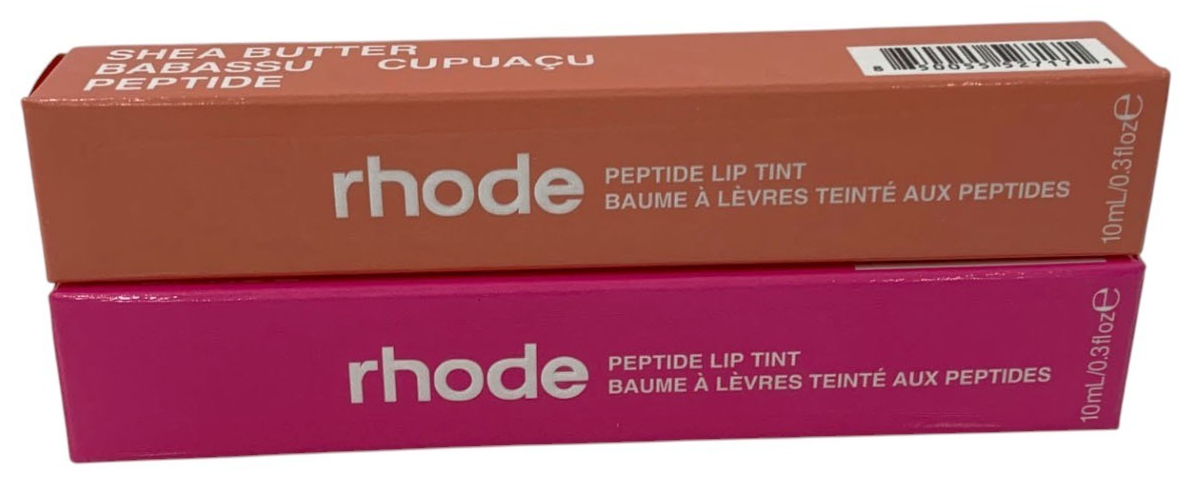 SHEA BUTTER
BABASSU CUPUAÇU
PEPTIDE
rhode
PEPTIDE LIP TINT
BAUME À LÈVRES TEINTÉ AUX PEPTIDES
10mL/0.3floz℮
rhode
PEPTIDE LIP TINT
BAUME À LÈVRES TEINTÉ AUX PEPTIDES
10mL/0.3floz℮